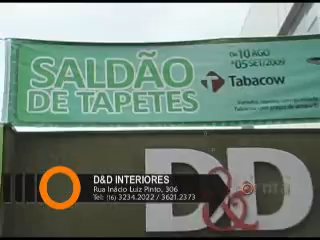 SALDÃO
DE TAPETES
DE 10 AGO
a 05 SET/2009
Tabacow
D&D
D&D INTERIORES
Rua Inácio Luiz Pinto, 306
Tel: (16) 3234.2022 / 3621.2373